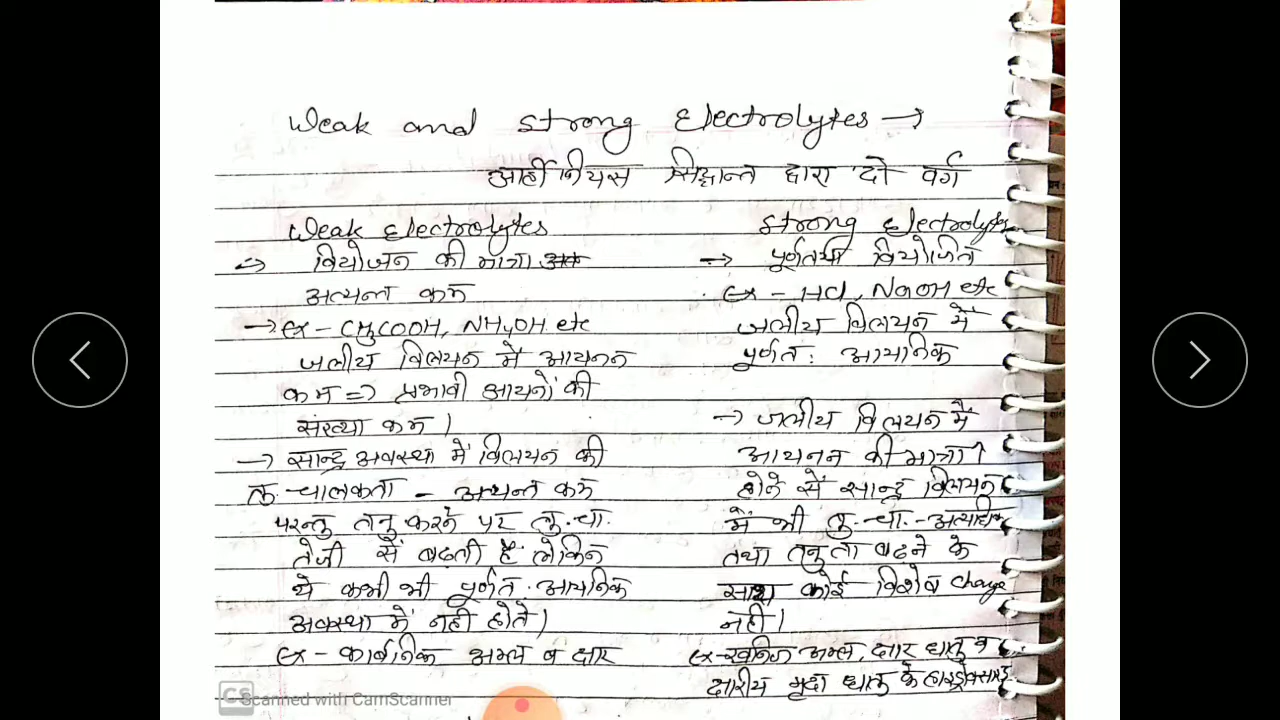 Weak and strong Electrolytes →
आर्हीनियस सिद्धान्त द्वारा दो वर्ग
Weak Electrolytes
⇒ वियोजन की मात्रा
अत्यन्त कम
→ Ex - CH3COOH, NH4OH etc
जलीय विलयन में आयनन
कम => प्रभावी आयनों की
संख्या कम।
→ सान्द्र अवस्था में विलयन की
तु. चालकता - अत्यन्त कम
परन्तु तनु करने पर तु. चा.
तेजी से बढ़ती है लेकिन
ये कभी भी पूर्णत: आयनिक
अवस्था में नहीं होते।
Ex - कार्बनिक अम्ल व क्षार
Strong Electrolytes
→ पूर्णतया वियोजित
Ex - HCl, NaOH etc
जलीय विलयन में
पूर्णत: आयनिक
→ जलीय विलयन में
आयनन की मात्रा ↑
होने से सान्द्र विलयन
में भी तु. चा. - अत्याधिक
तथा तनुता बढ़ने के
साथ कोई विशेष change
नहीं।
Ex - खनिज अम्ल, क्षार धातु व
क्षारीय मृदा धातु के हाइड्रोक्साइड
CS Scanned with CamScanner